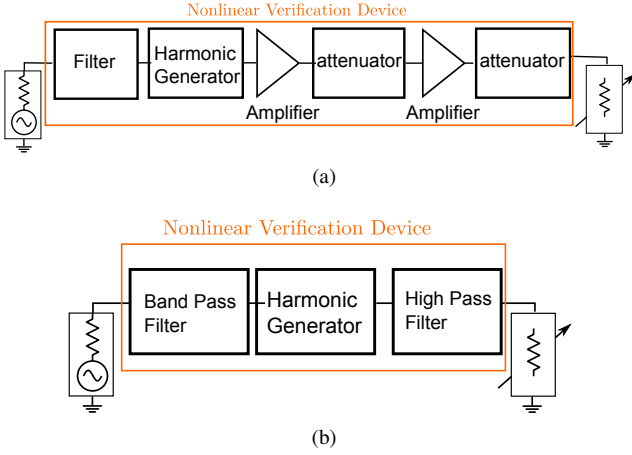 Nonlinear Verification Device
Filter
Harmonic
Generator
attenuator
attenuator
Amplifier
Amplifier
(a)
Nonlinear Verification Device
Band Pass
Filter
Harmonic
Generator
High Pass
Filter
(b)